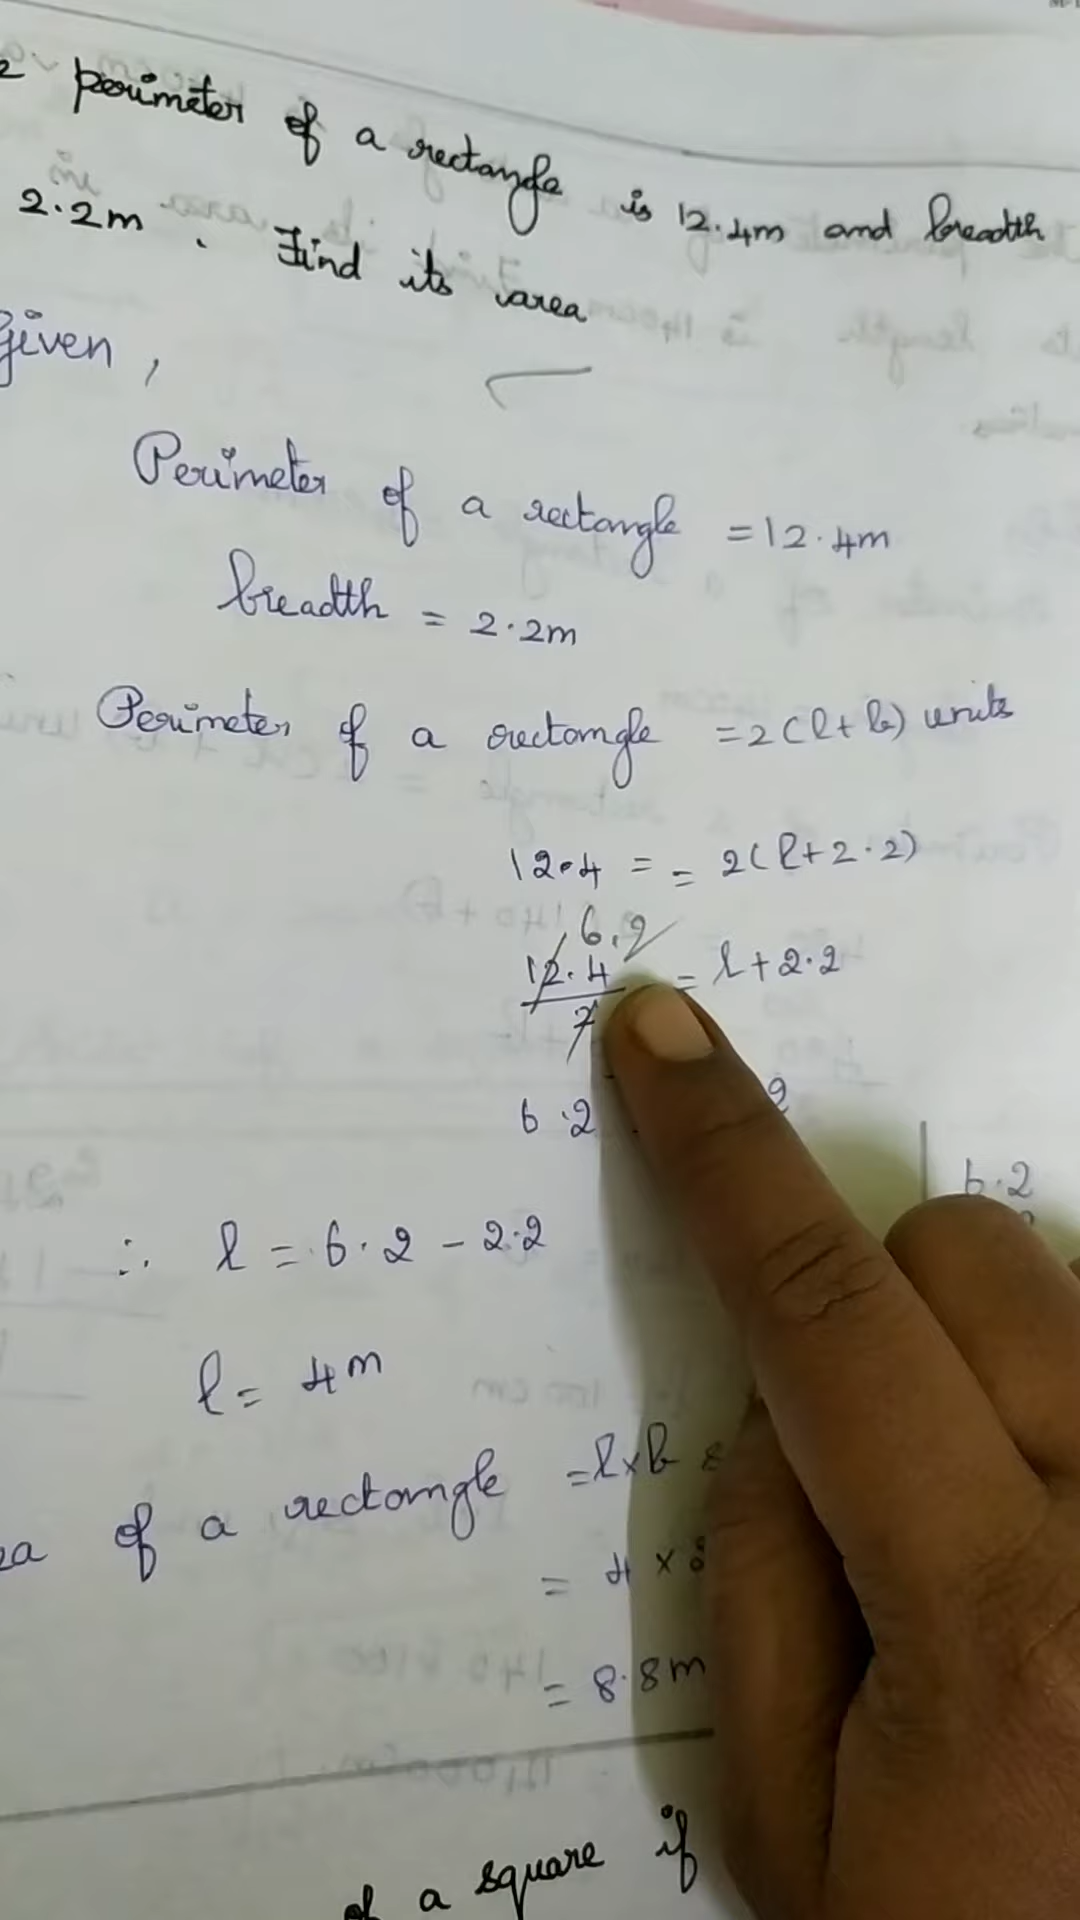 perimeter of a rectangle is 12.4m and breadth
2.2m. Find its area
given,
Perimeter of a rectangle = 12.4m
breadth = 2.2m
Perimeter of a rectangle = 2(l+b) units
12.4 = = 2(l+2.2)
6.2
12.4 = l+2.2
2
6.2
6.2
∴ l = 6.2 - 2.2
l = 4m
of a rectangle = l×b
= 4 ×
= 8.8m
of a square if